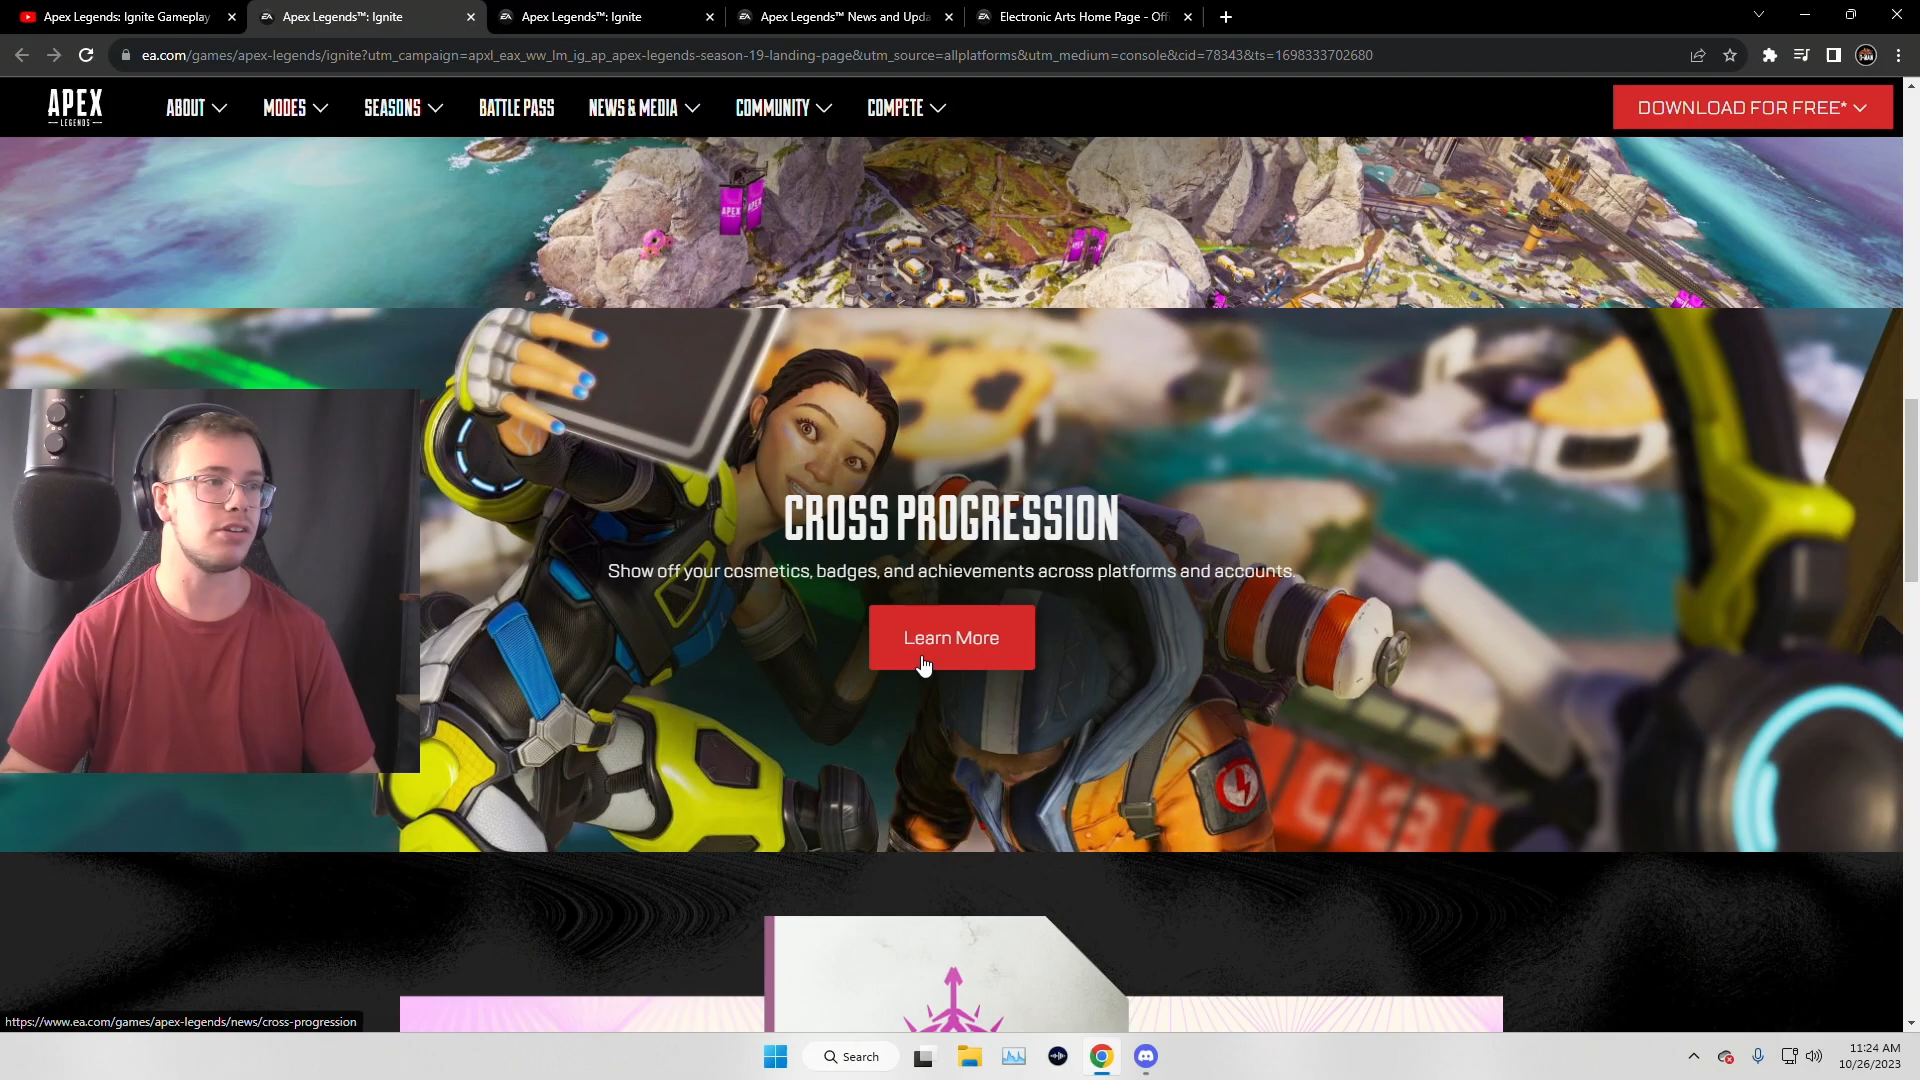 Apex Legends: Ignite Gameplay
Apex Legends™: Ignite
Apex Legends™: Ignite
Apex Legends™ News and Upda
Electronic Arts Home Page - Offi
ea.com/games/apex-legends/ignite?utm_campaign=apxl_eax_ww_lm_ig_ap_apex-legends-season-19-landing-page&utm_source=allplatforms&utm_medium=console&cid=78343&ts=1698333702680
APEX
LEGENDS
ABOUT
MODES
SEASONS
BATTLE PASS
NEWS & MEDIA
COMMUNITY
COMPETE
DOWNLOAD FOR FREE*
APEX
CROSS PROGRESSION
Show off your cosmetics, badges, and achievements across platforms and accounts.
Learn More
03
https://www.ea.com/games/apex-legends/news/cross-progression
Search
11:24 AM
10/26/2023